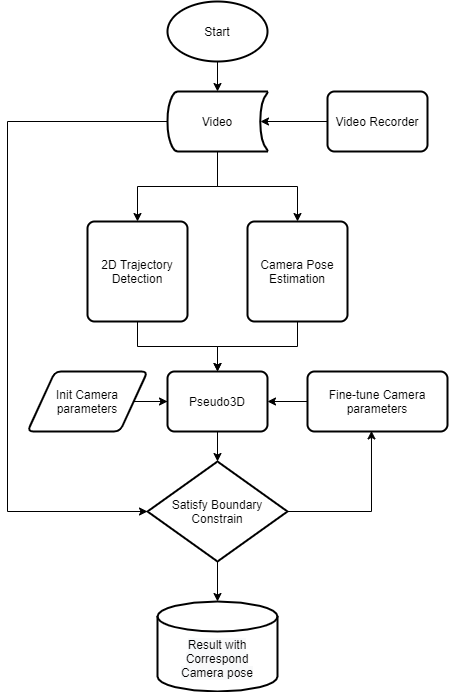 Start
Video
Video Recorder
2D Trajectory
Detection
Camera Pose
Estimation
Init Camera
parameters
Pseudo3D
Fine-tune Camera
parameters
Satisfy Boundary
Constrain
Result with
Correspond
Camera pose